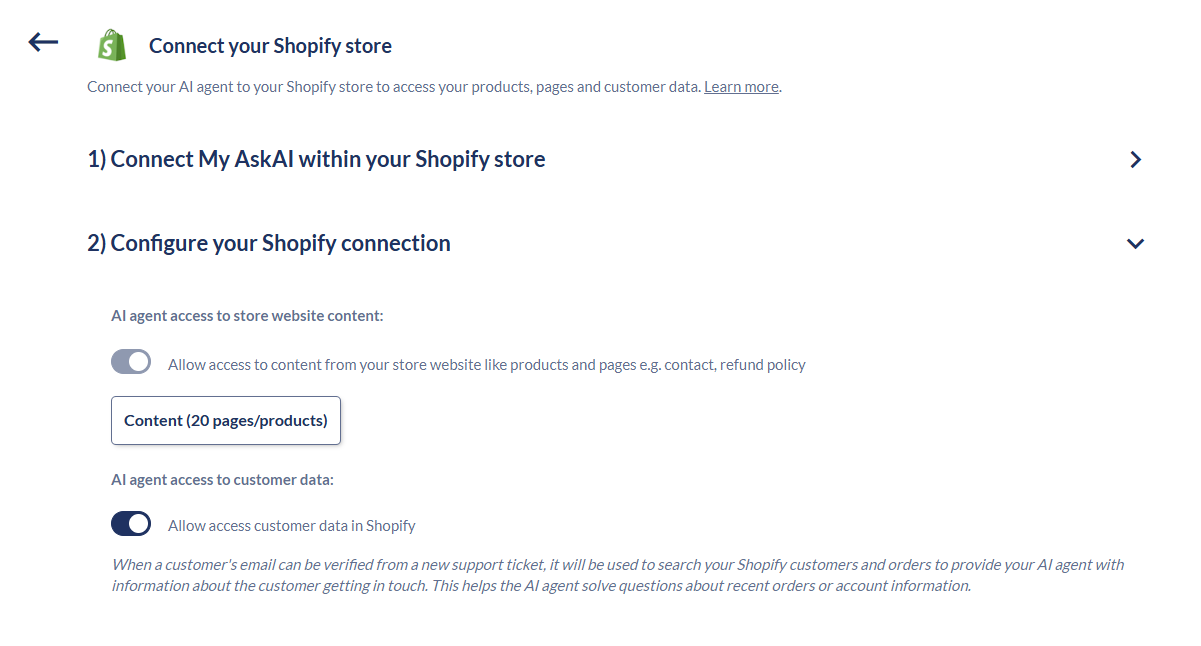 Connect your Shopify store
Connect your AI agent to your Shopify store to access your products, pages and customer data. Learn more.
1) Connect My AskAI within your Shopify store
2) Configure your Shopify connection
AI agent access to store website content:
Allow access to content from your store website like products and pages e.g. contact, refund policy
Content (20 pages/products)
AI agent access to customer data:
Allow access customer data in Shopify
When a customer's email can be verified from a new support ticket, it will be used to search your Shopify customers and orders to provide your AI agent with
information about the customer getting in touch. This helps the AI agent solve questions about recent orders or account information.